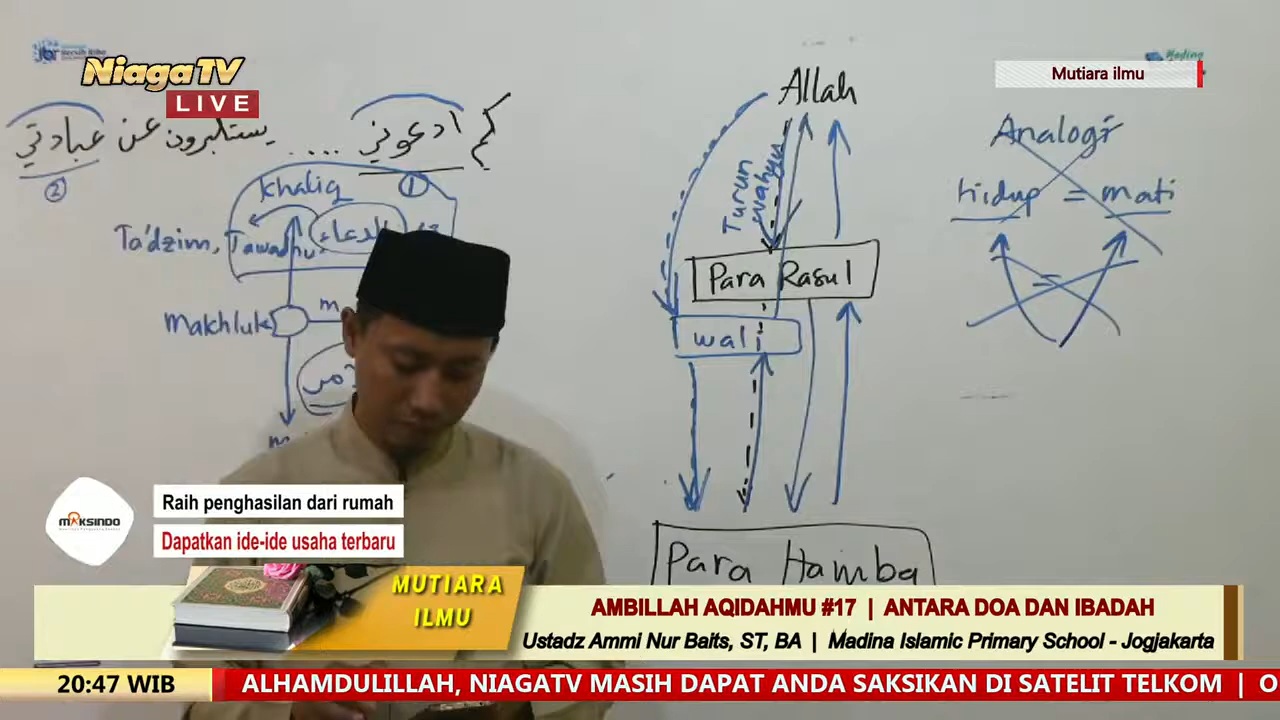 NiagaTV
LIVE
Mutiara ilmu
ادعوني .... يستكبرون عن عبادتي
② ①
Khaliq
Ta'dzim, Tawadhu
الدعاء
Makhluk
Allah
Turun wahyu
Para Rasul
wali
Para Hamba
Analogi
hidup = mati
=
MAKSINDO
Raih penghasilan dari rumah
Dapatkan ide-ide usaha terbaru
MUTIARA
ILMU
AMBILLAH AQIDAHMU #17 | ANTARA DOA DAN IBADAH
Ustadz Ammi Nur Baits, ST, BA | Madina Islamic Primary School - Jogjakarta
20:47 WIB
ALHAMDULILLAH, NIAGATV MASIH DAPAT ANDA SAKSIKAN DI SATELIT TELKOM | O